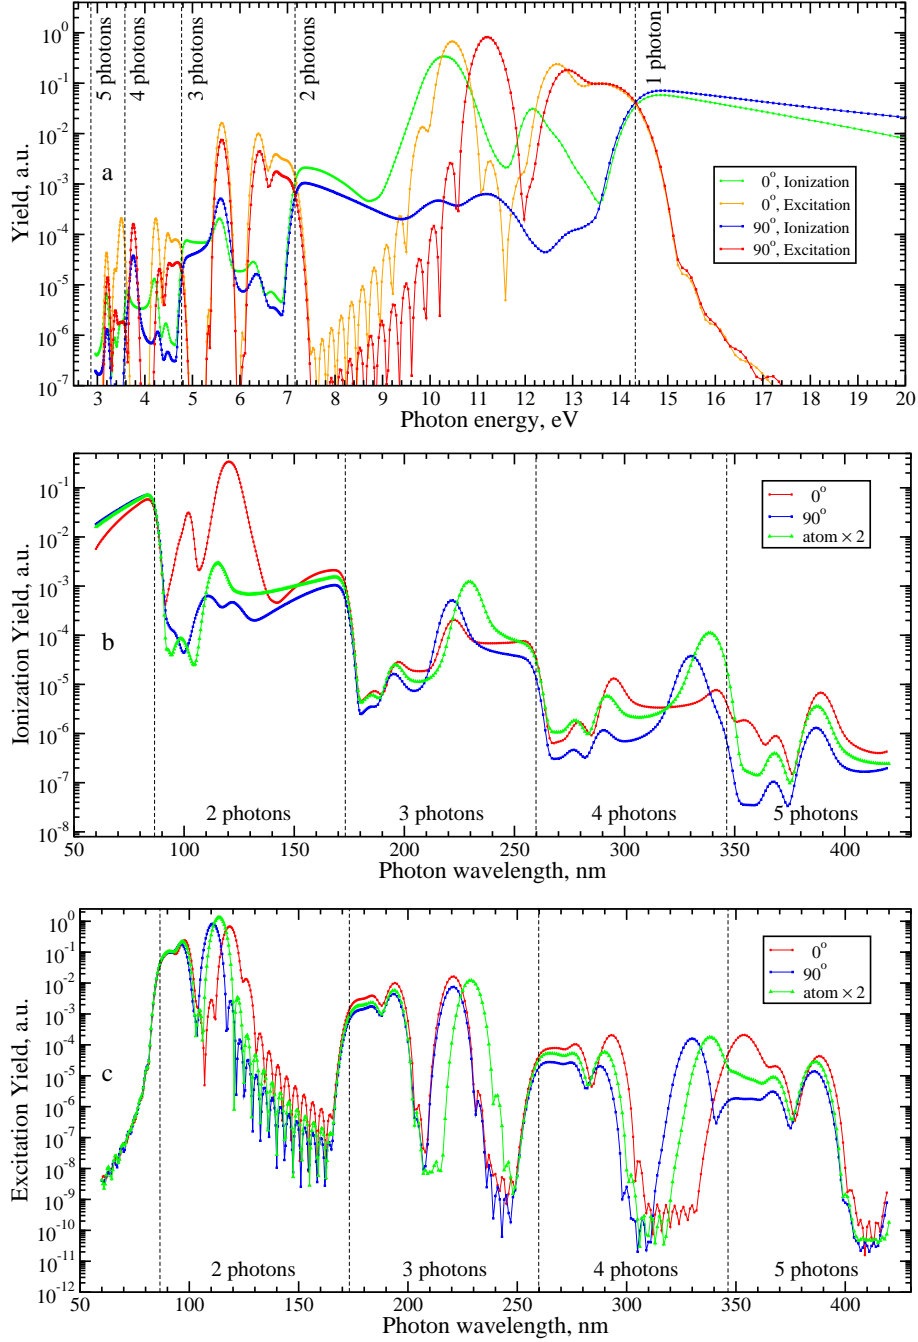 5 photons
4 photons
3 photons
2 photons
1 photon
10^0
10^-1
10^-2
10^-3
10^-4
10^-5
10^-6
10^-7
Yield, a.u.
a
0°, Ionization
0°, Excitation
90°, Ionization
90°, Excitation
3 4 5 6 7 8 9 10 11 12 13 14 15 16 17 18 19 20
Photon energy, eV
10^-1
10^-2
10^-3
10^-4
10^-5
10^-6
10^-7
10^-8
Ionization Yield, a.u.
b
0°
90°
atom × 2
2 photons 3 photons 4 photons 5 photons
50 100 150 200 250 300 350 400
Photon wavelength, nm
10^0
10^-1
10^-2
10^-3
10^-4
10^-5
10^-6
10^-7
10^-8
10^-9
10^-10
10^-11
10^-12
Excitation Yield, a.u.
c
0°
90°
atom × 2
2 photons 3 photons 4 photons 5 photons
50 100 150 200 250 300 350 400
Photon wavelength, nm